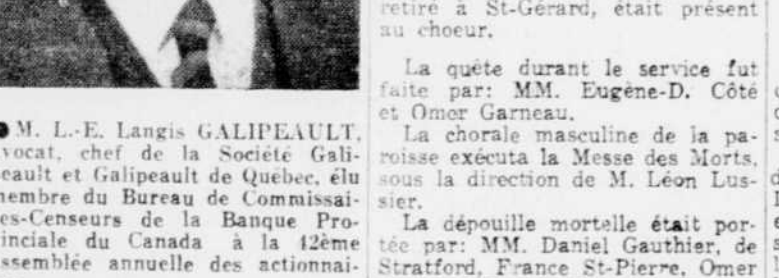 M. L.-E. Langis GALIPEAULT,
vocat, chef de la Société Gali-
eault et Galipeault de Québec, élu
membre du Bureau de Commissai-
es-Censeurs de la Banque Pro-
inciale du Canada à la 12ème
ssemblée annuelle des actionnai-
retiré à St-Gérard, était présent
au choeur.
La quête durant le service fut
faite par: MM. Eugène-D. Côté
et Omer Garneau.
La chorale masculine de la pa-
roisse exécuta la Messe des Morts,
sous la direction de M. Léon Lus-
sier.
La dépouille mortelle était por-
tée par: MM. Daniel Gauthier, de
Stratford, France St-Pierre, Omer